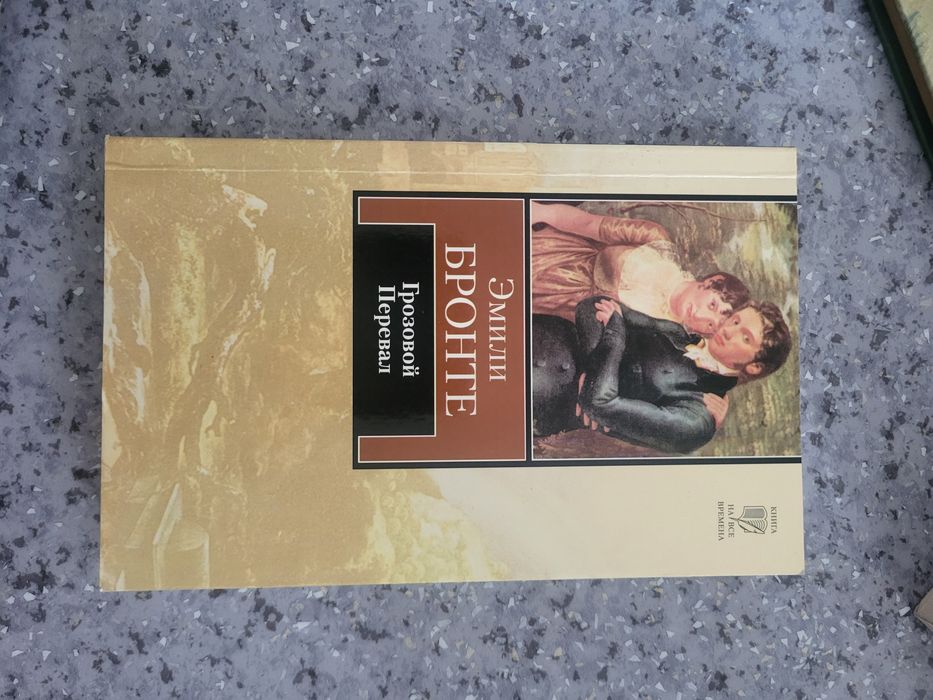 Эмили
БРОНТЕ
Грозовой
Перевал
КНИГА
НА ВСЕ
ВРЕМЕНА